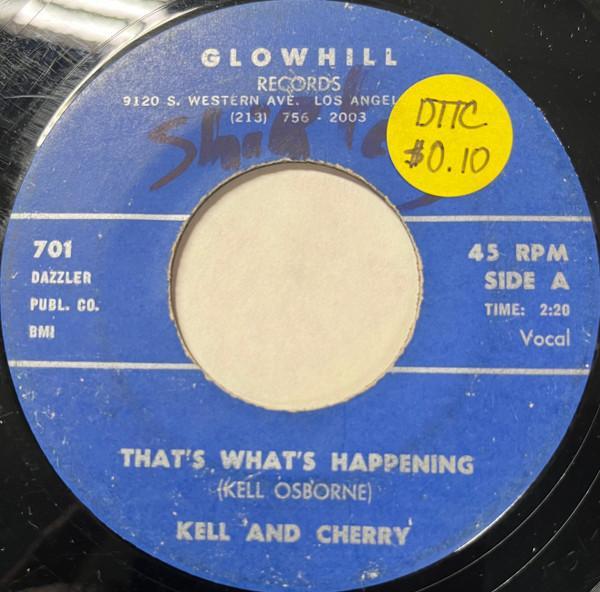 GLOWHILL
RECORDS
9120 S. WESTERN AVE. LOS ANGEL
(213) 756 - 2003
DTTC
$0.10
701
DAZZLER
PUBL. CO.
BMI
45 RPM
SIDE A
TIME: 2:20
Vocal
THAT'S WHAT'S HAPPENING
(KELL OSBORNE)
KELL AND CHERRY